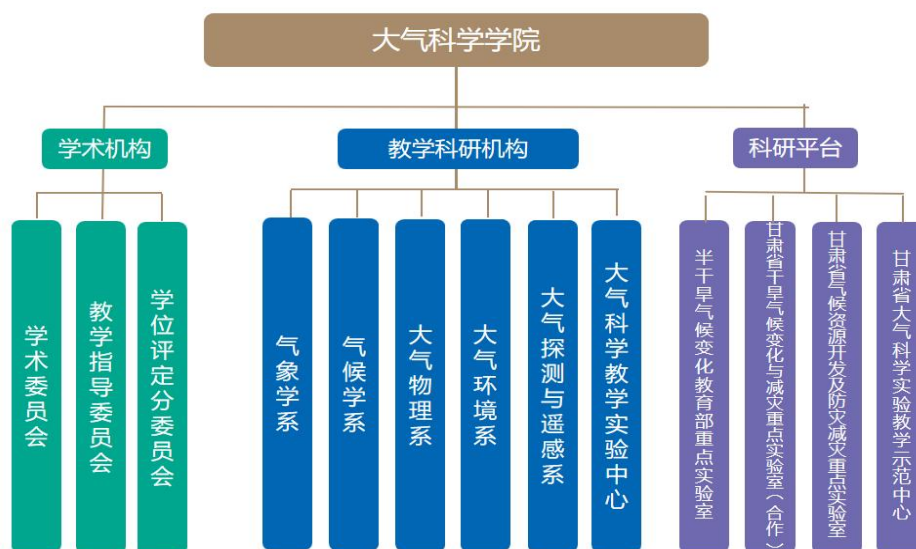 大气科学学院
学术机构
教学科研机构
科研平台
学术委员会
教学指导委员会
学位评定分委员会
气象学系
气候学系
大气物理系
大气环境系
大气探测与遥感系
大气科学教学实验中心
半干旱气候变化教育部重点实验室
甘肃省干旱气候变化与减灾重点实验室（合作）
甘肃省气候资源开发及防灾减灾重点实验室
甘肃省大气科学实验教学示范中心